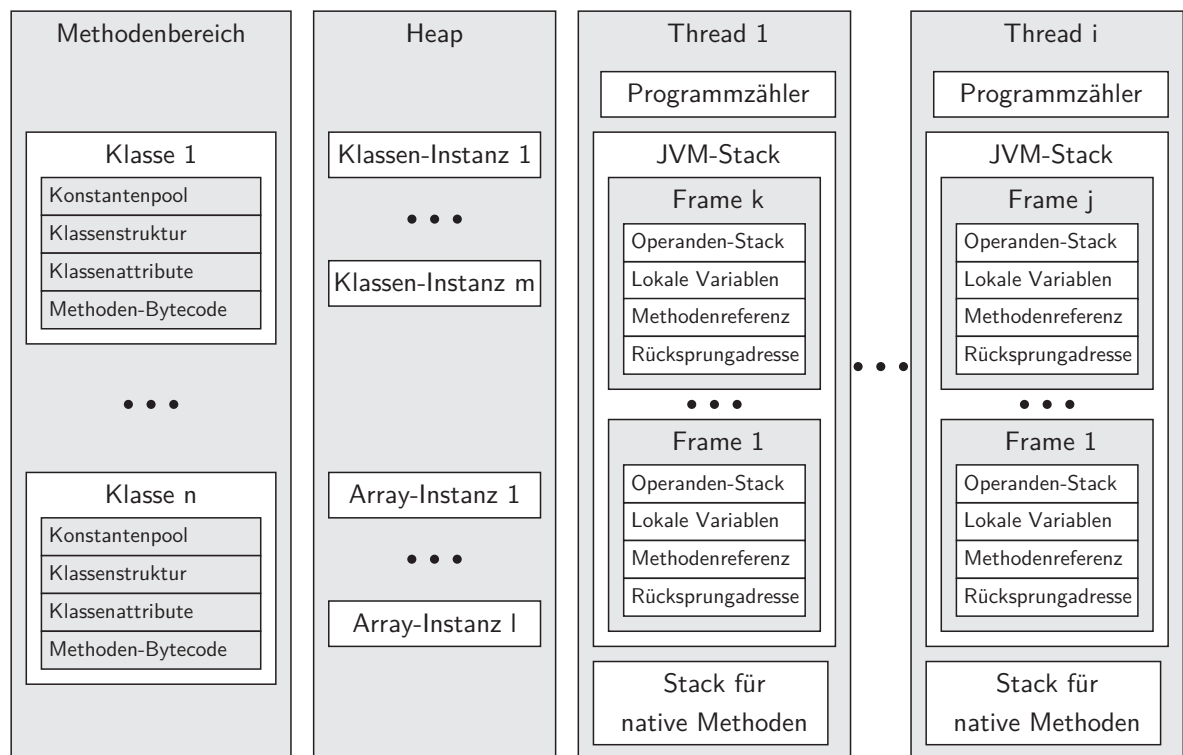 Methodenbereich
Klasse 1
Konstantenpool
Klassenstruktur
Klassenattribute
Methoden-Bytecode
• • •
Klasse n
Konstantenpool
Klassenstruktur
Klassenattribute
Methoden-Bytecode
Heap
Klassen-Instanz 1
• • •
Klassen-Instanz m
Array-Instanz 1
• • •
Array-Instanz l
Thread 1
Programmzähler
JVM-Stack
Frame k
Operanden-Stack
Lokale Variablen
Methodenreferenz
Rücksprungadresse
• • •
Frame 1
Operanden-Stack
Lokale Variablen
Methodenreferenz
Rücksprungadresse
Stack für
native Methoden
• • •
Thread i
Programmzähler
JVM-Stack
Frame j
Operanden-Stack
Lokale Variablen
Methodenreferenz
Rücksprungadresse
• • •
Frame 1
Operanden-Stack
Lokale Variablen
Methodenreferenz
Rücksprungadresse
Stack für
native Methoden